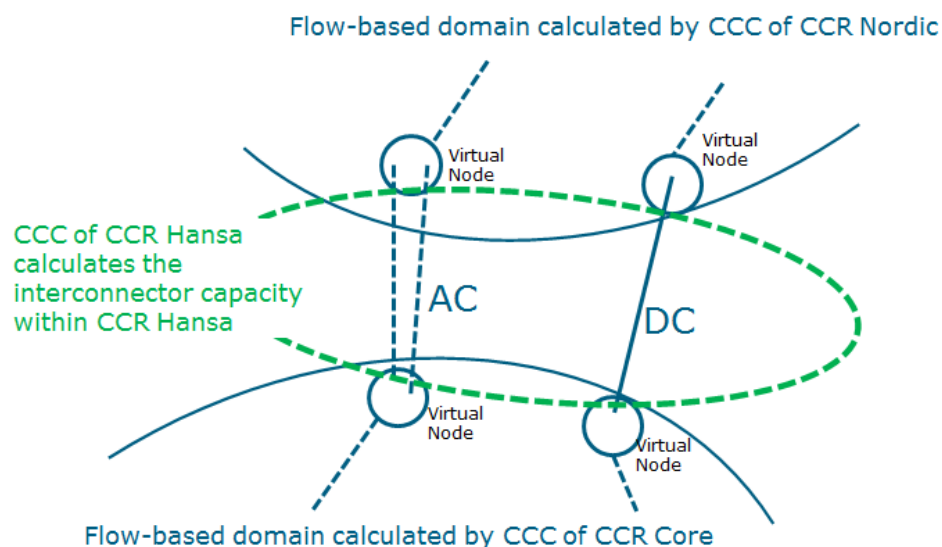 Flow-based domain calculated by CCC of CCR Nordic
Virtual
Node
Virtual
Node
CCC of CCR Hansa
calculates the
interconnector capacity
within CCR Hansa
AC
DC
Virtual
Node
Virtual
Node
Flow-based domain calculated by CCC of CCR Core